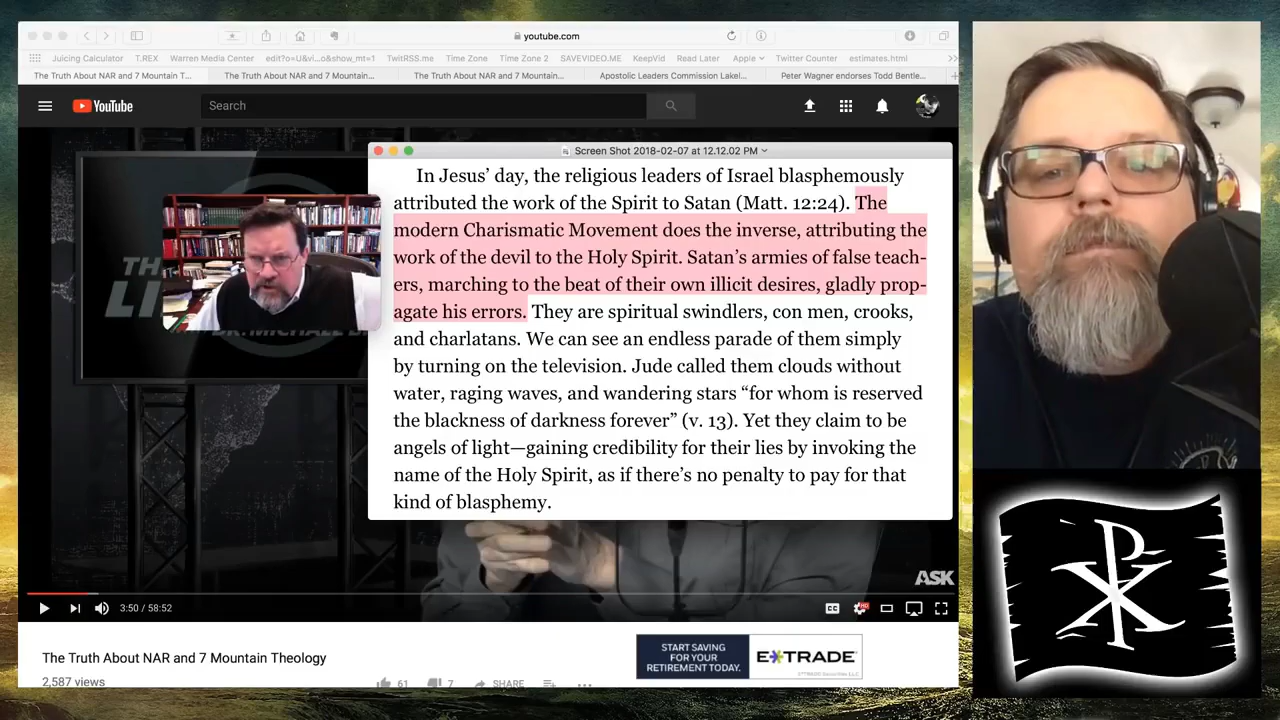 youtube.com
Juicing Calculator T.REX Warren Media Center edit?o=U&vi...o&show_mt=1 TwitRSS.me Time Zone Time Zone 2 SAVEVIDEO.ME KeepVid Read Later Apple Twitter Counter estimates.html
The Truth About NAR and 7 Mountain T... The Truth About NAR and 7 Mountain... The Truth About NAR and 7 Mountain... Apostolic Leaders Commission Lakel... Peter Wagner endorses Todd Bentle...
YouTube
Search
Screen Shot 2018-02-07 at 12.12.02 PM
In Jesus’ day, the religious leaders of Israel blasphemously
attributed the work of the Spirit to Satan (Matt. 12:24). The
modern Charismatic Movement does the inverse, attributing the
work of the devil to the Holy Spirit. Satan’s armies of false teach-
ers, marching to the beat of their own illicit desires, gladly prop-
agate his errors. They are spiritual swindlers, con men, crooks,
and charlatans. We can see an endless parade of them simply
by turning on the television. Jude called them clouds without
water, raging waves, and wandering stars “for whom is reserved
the blackness of darkness forever” (v. 13). Yet they claim to be
angels of light—gaining credibility for their lies by invoking the
name of the Holy Spirit, as if there’s no penalty to pay for that
kind of blasphemy.
TH
LI
ASK
3:50 / 58:52
CC
HD
The Truth About NAR and 7 Mountain Theology
2,587 views
START SAVING
FOR YOUR
RETIREMENT TODAY.
E*TRADE
61 7 SHARE